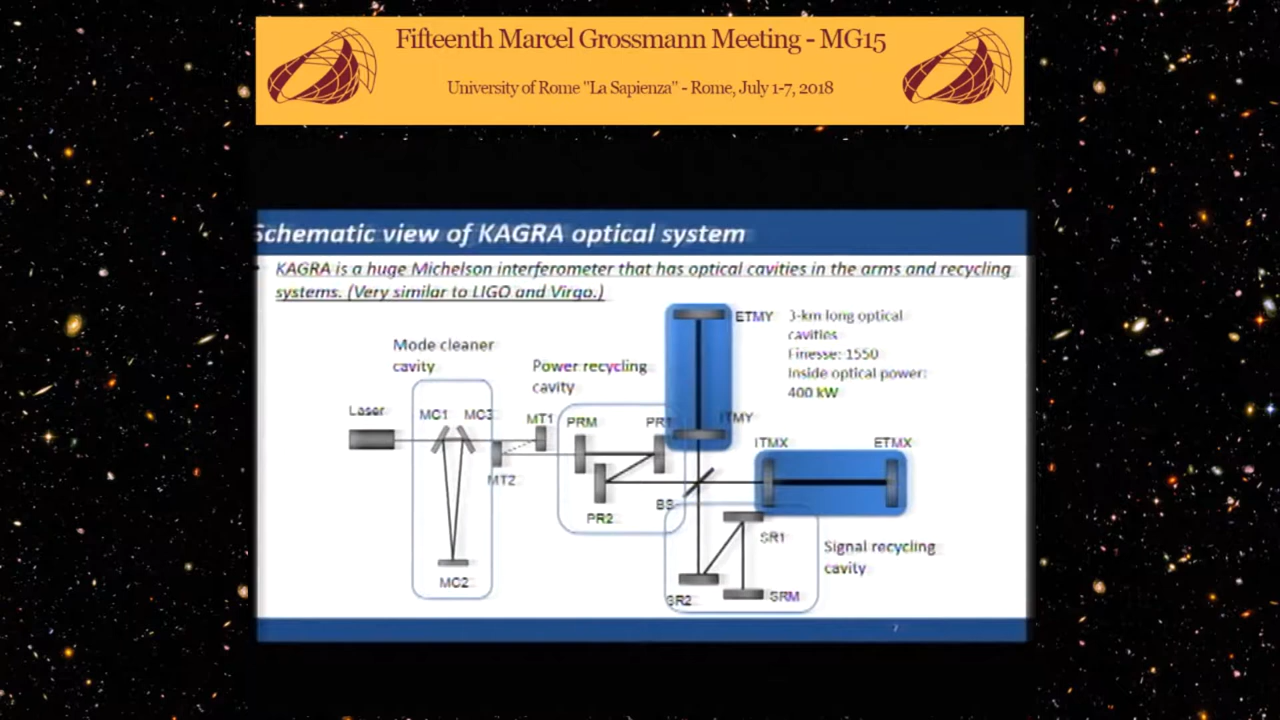 Fifteenth Marcel Grossmann Meeting - MG15
University of Rome "La Sapienza" - Rome, July 1-7, 2018
Schematic view of KAGRA optical system
KAGRA is a huge Michelson interferometer that has optical cavities in the arms and recycling
systems. (Very similar to LIGO and Virgo.)
ETMY
3-km long optical
cavities
Finesse: 1550
Inside optical power:
400 kW
Mode cleaner
cavity
Power recycling
cavity
Laser
MC1
MC3
MT1
PRM
PR1
ITMY
ITMX
ETMX
MT2
BS
PR2
SR1
Signal recycling
cavity
MC2
SR2
SRM
7